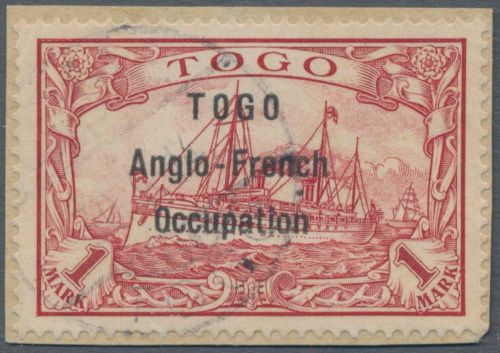 TOGO
TOGO
Anglo-French
Occupation
1 MARK
1 MARK